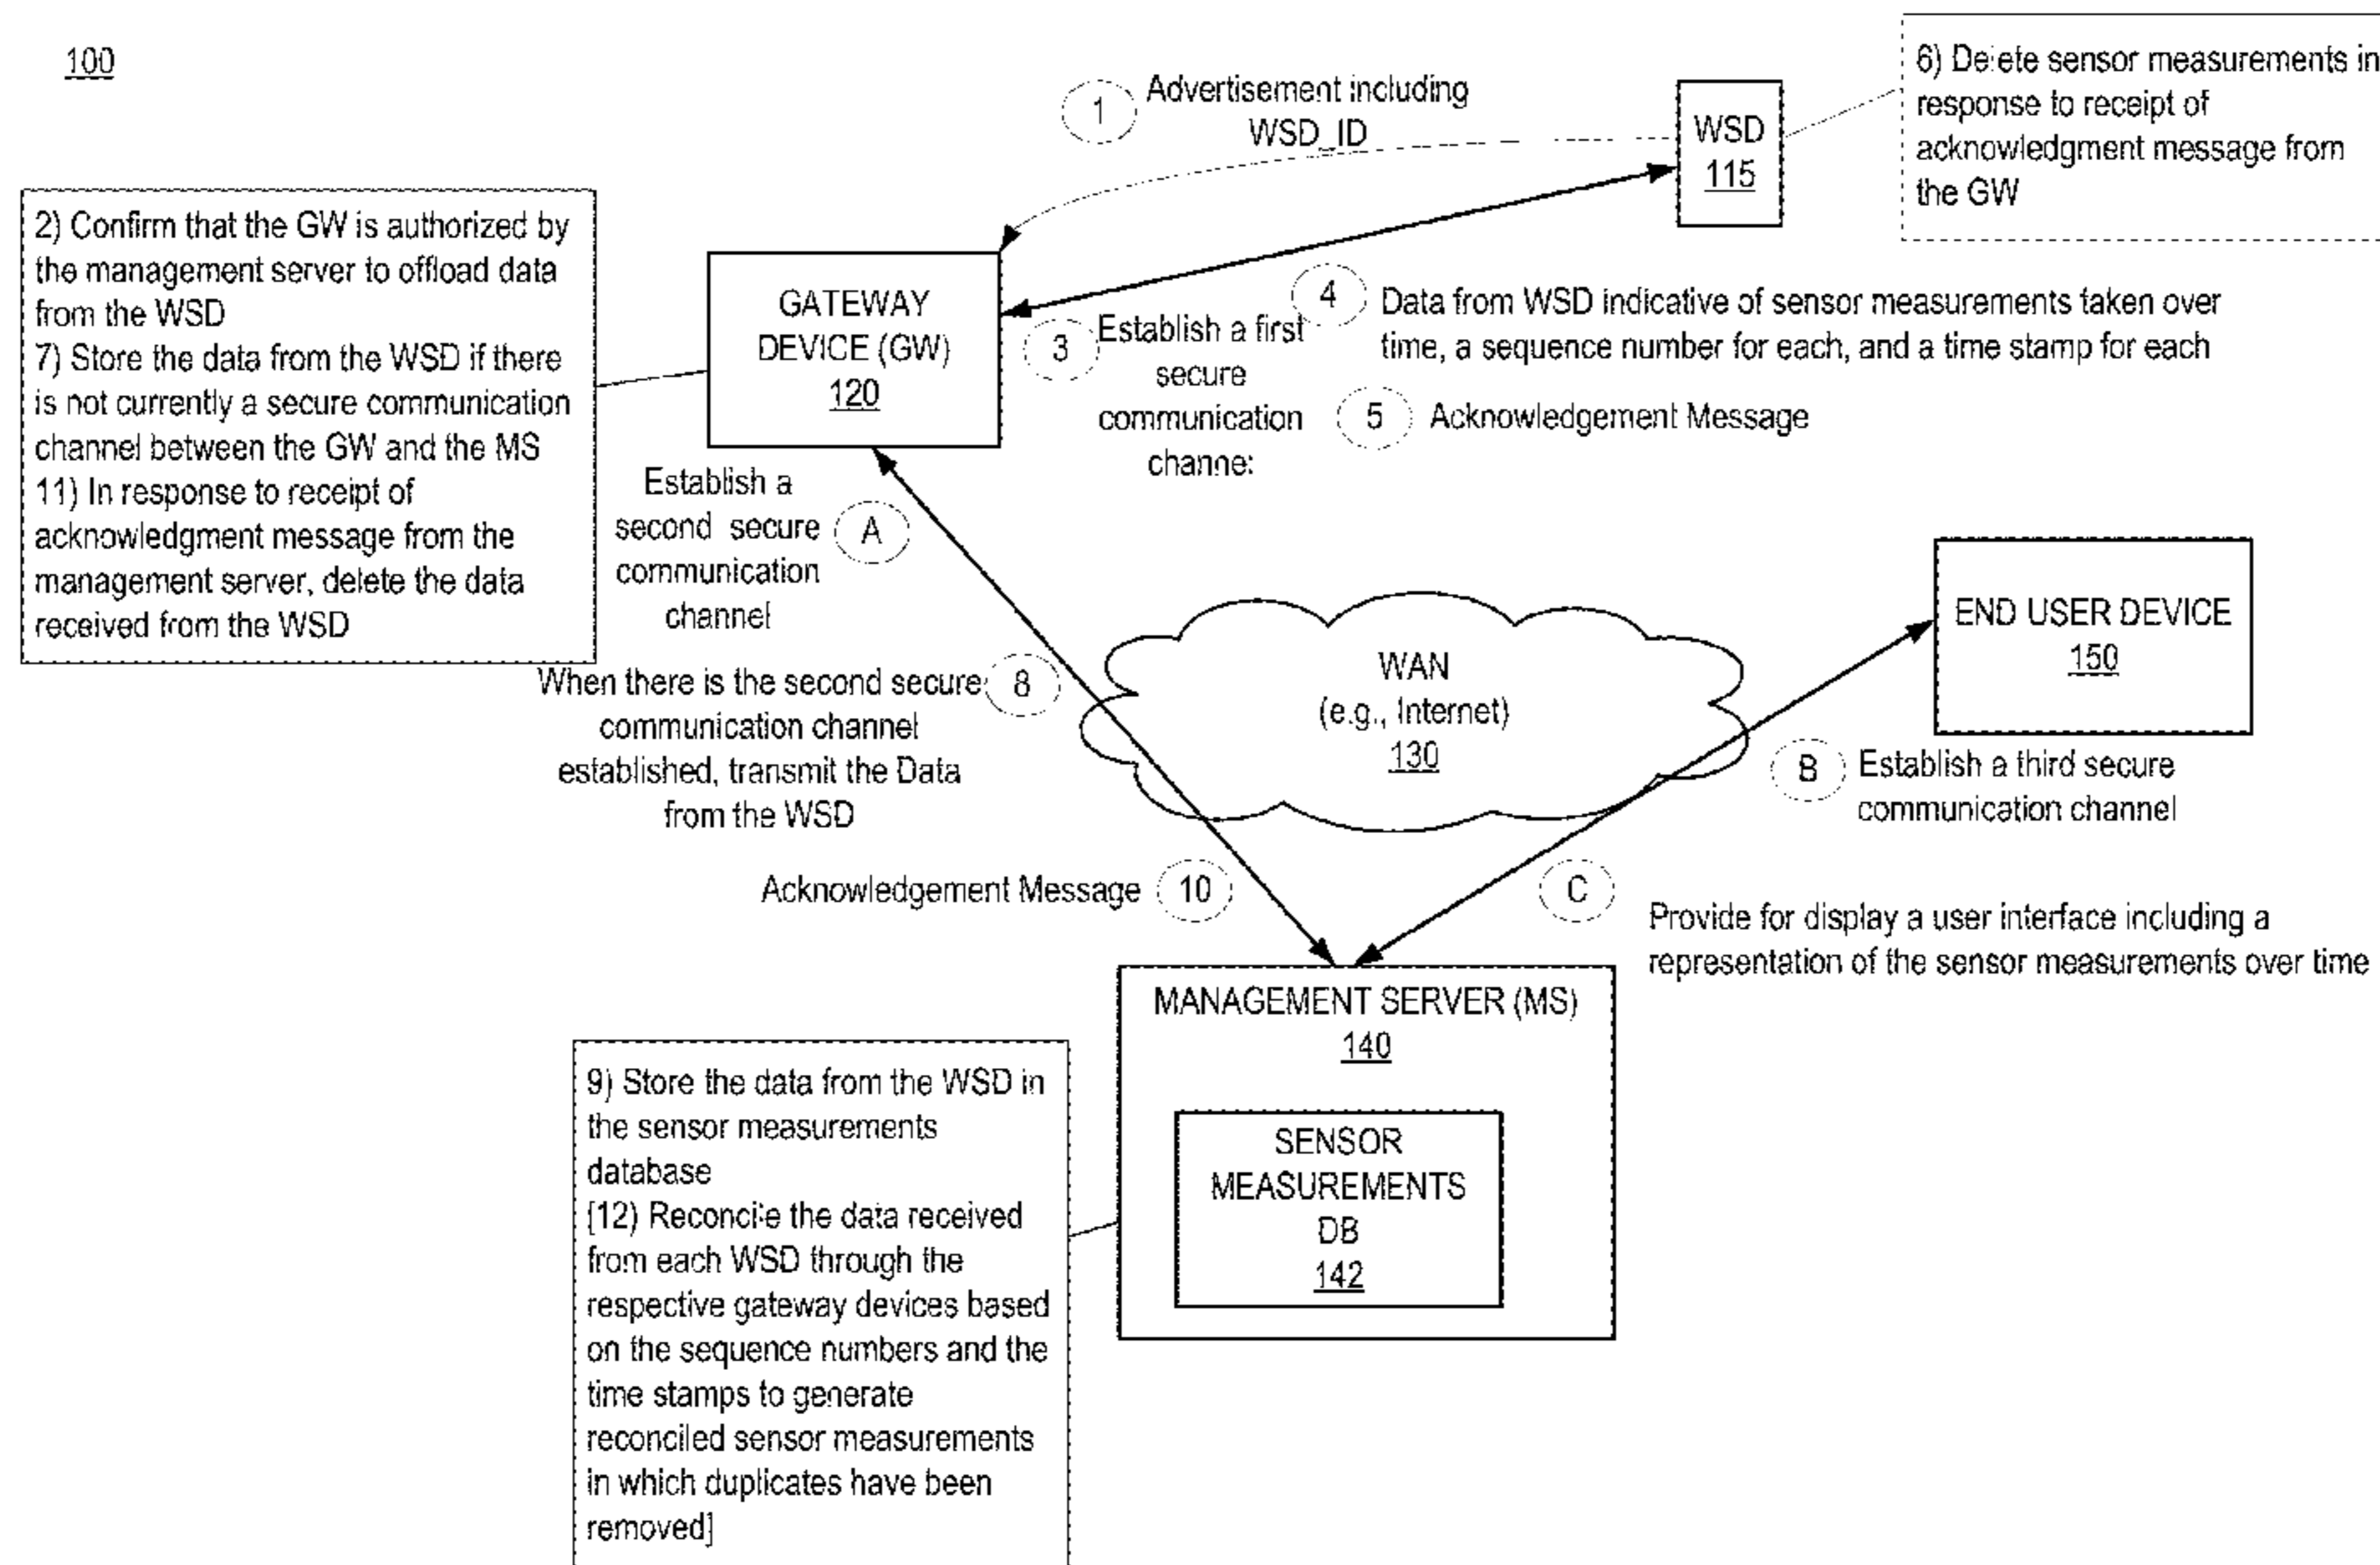 100
1 Advertisement including
WSD_ID
WSD
115
6) Delete sensor measurements in
response to receipt of
acknowledgment message from
the GW
2) Confirm that the GW is authorized by
the management server to offload data
from the WSD
7) Store the data from the WSD if there
is not currently a secure communication
channel between the GW and the MS
11) In response to receipt of
acknowledgment message from the
management server, delete the data
received from the WSD
GATEWAY
DEVICE (GW)
120
3 Establish a first
secure
communication
channel
4 Data from WSD indicative of sensor measurements taken over
time, a sequence number for each, and a time stamp for each
5 Acknowledgement Message
Establish a
second secure
communication
channel
A
When there is the second secure
communication channel
established, transmit the Data
from the WSD
8
WAN
(e.g., Internet)
130
END USER DEVICE
150
B Establish a third secure
communication channel
Acknowledgement Message 10
C
Provide for display a user interface including a
representation of the sensor measurements over time
MANAGEMENT SERVER (MS)
140
SENSOR
MEASUREMENTS
DB
142
9) Store the data from the WSD in
the sensor measurements
database
[12) Reconcile the data received
from each WSD through the
respective gateway devices based
on the sequence numbers and the
time stamps to generate
reconciled sensor measurements
in which duplicates have been
removed]